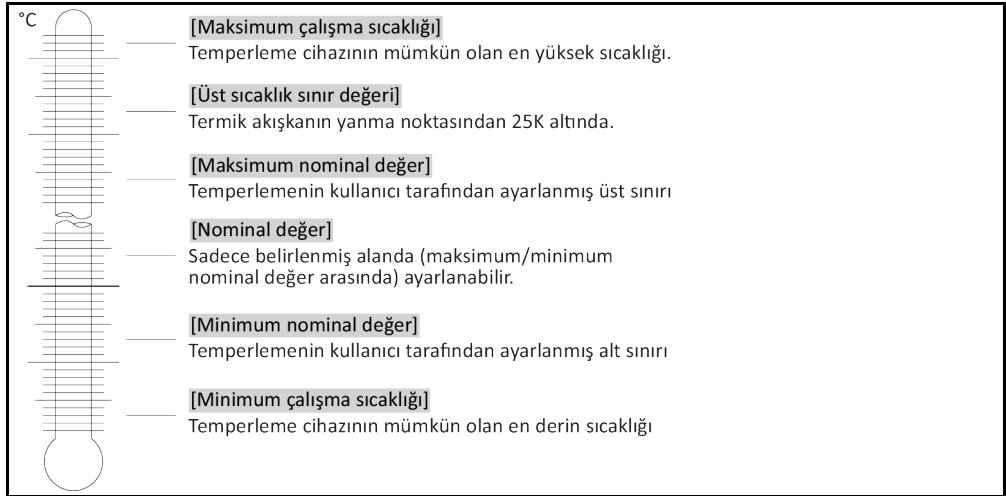 °C
[Maksimum çalışma sıcaklığı]
Temperleme cihazının mümkün olan en yüksek sıcaklığı.
[Üst sıcaklık sınır değeri]
Termik akışkanın yanma noktasından 25K altında.
[Maksimum nominal değer]
Temperlemenin kullanıcı tarafından ayarlanmış üst sınırı
[Nominal değer]
Sadece belirlenmiş alanda (maksimum/minimum
nominal değer arasında) ayarlanabilir.
[Minimum nominal değer]
Temperlemenin kullanıcı tarafından ayarlanmış alt sınırı
[Minimum çalışma sıcaklığı]
Temperleme cihazının mümkün olan en derin sıcaklığı